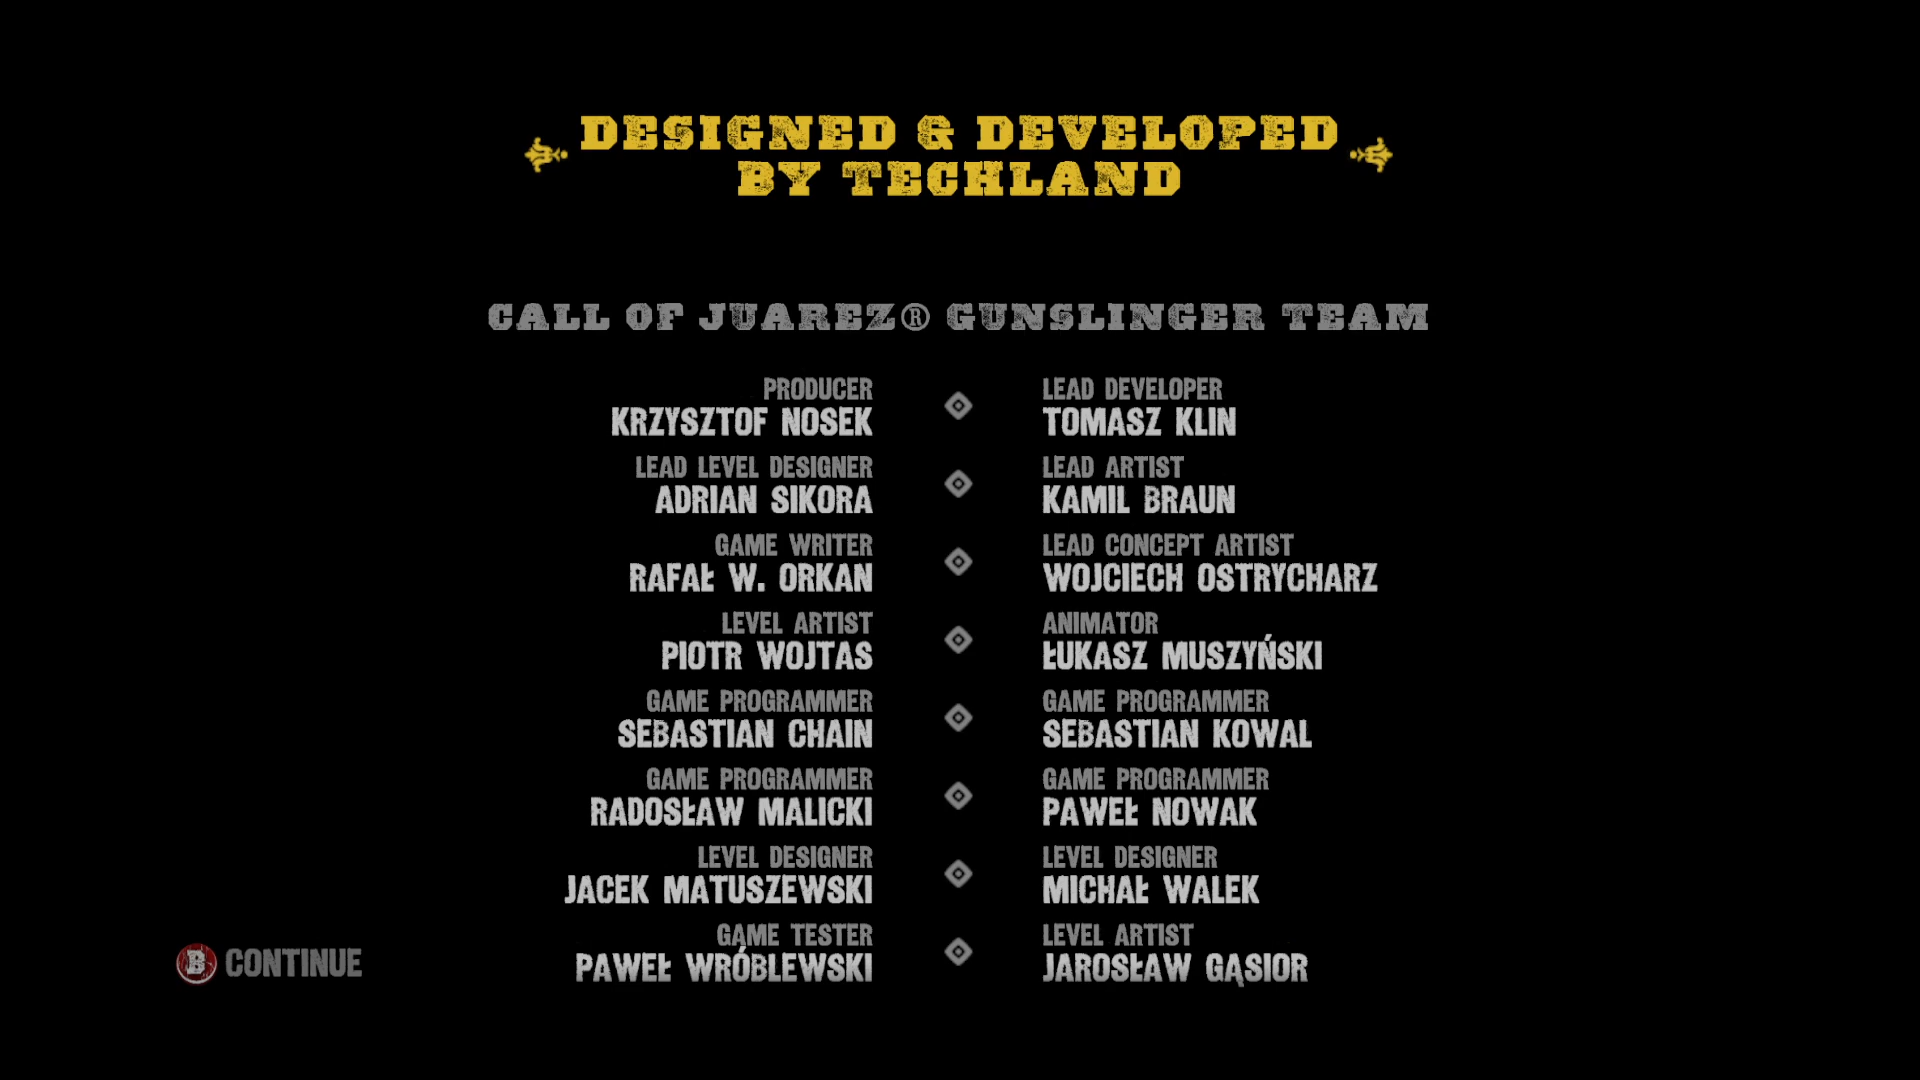 DESIGNED & DEVELOPED
BY TECHLAND
CALL OF JUAREZ® GUNSLINGER TEAM
PRODUCER
KRZYSZTOF NOSEK
LEAD DEVELOPER
TOMASZ KLIN
LEAD LEVEL DESIGNER
ADRIAN SIKORA
LEAD ARTIST
KAMIL BRAUN
GAME WRITER
RAFAŁ W. ORKAN
LEAD CONCEPT ARTIST
WOJCIECH OSTRYCHARZ
LEVEL ARTIST
PIOTR WOJTAS
ANIMATOR
ŁUKASZ MUSZYŃSKI
GAME PROGRAMMER
SEBASTIAN CHAIN
GAME PROGRAMMER
SEBASTIAN KOWAL
GAME PROGRAMMER
RADOSŁAW MALICKI
GAME PROGRAMMER
PAWEŁ NOWAK
LEVEL DESIGNER
JACEK MATUSZEWSKI
LEVEL DESIGNER
MICHAŁ WALEK
GAME TESTER
PAWEŁ WRÓBLEWSKI
LEVEL ARTIST
JAROSŁAW GĄSIOR
B CONTINUE